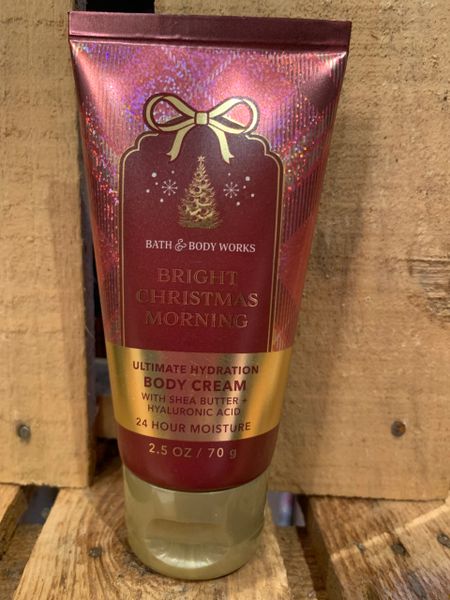 BATH & BODY WORKS
BRIGHT
CHRISTMAS
MORNING
ULTIMATE HYDRATION
BODY CREAM
WITH SHEA BUTTER +
HYALURONIC ACID
24 HOUR MOISTURE
2.5 OZ / 70 g